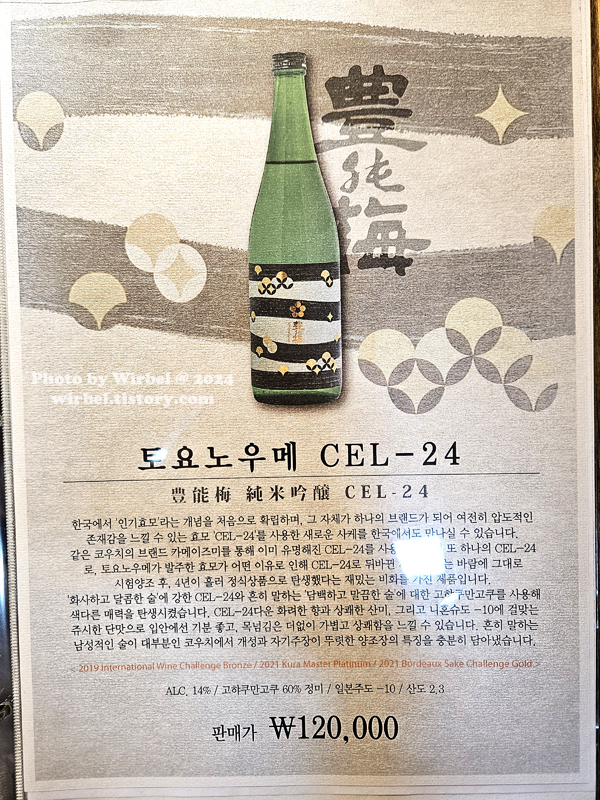 豊能梅
Photo by Wirbel @ 2024
wirbel.tistory.com
토요노우메 CEL-24
豊能梅 純米吟醸 CEL-24
한국에서 '인기효모'라는 개념을 처음으로 확립하며, 그 자체가 하나의 브랜드가 되어 여전히 압도적인
존재감을 느낄 수 있는 효모 'CEL-24'를 사용한 새로운 사케를 한국에서도 만나실 수 있습니다.
같은 코우치의 브랜드 카메이즈미를 통해 이미 유명해진 CEL-24를 사용 또 하나의 CEL-24
로, 토요노우메가 발주한 효모가 어떤 이유로 인해 CEL-24로 뒤바뀐 는 바람에 그대로
시험양조 후, 4년이 흘러 정식상품으로 탄생했다는 재밌는 비화를 가진 제품입니다.
'화사하고 달콤한 술'에 강한 CEL-24와 흔히 말하는 '담백하고 말끔한 술'에 대한 고햐쿠만고쿠를 사용해
색다른 매력을 탄생시켰습니다. CEL-24다운 화려한 향과 상쾌한 산미, 그리고 니혼슈도 -10에 걸맞는
쥬시한 단맛으로 입안에선 기분 좋고, 목넘김은 더없이 가볍고 상쾌함을 느낄 수 있습니다. 흔히 말하는
남성적인 술이 대부분인 코우치에서 개성과 자기주장이 뚜렷한 양조장의 특징을 충분히 담아냈습니다.
< 2019 International Wine Challenge Bronze / 2021 Kura Master Platinum / 2021 Bordeaux Sake Challenge Gold >
ALC. 14% / 고햐쿠만고쿠 60% 정미 / 일본주도 -10 / 산도 2,3
판매가 ₩120,000